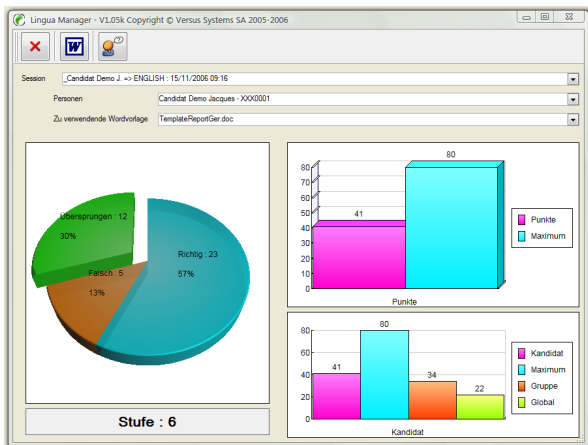 Lingua Manager - V1.05k Copyright © Versus Systems SA 2005-2006
W
Session _Candidat Demo J. => ENGLISH : 15/11/2006 09:16
Personen Candidat Demo Jacques - XXX0001
Zu verwendende Wordvorlage TemplateReportGer.doc
Übersprungen : 12
30%
Falsch : 5
13%
Richtig : 23
57%
Stufe : 6
80
70
60
50
40
30
20
10
0
41
80
Punkte
Punkte
Maximum
80
60
40
20
0
41
80
34
22
Kandidat
Kandidat
Maximum
Gruppe
Global